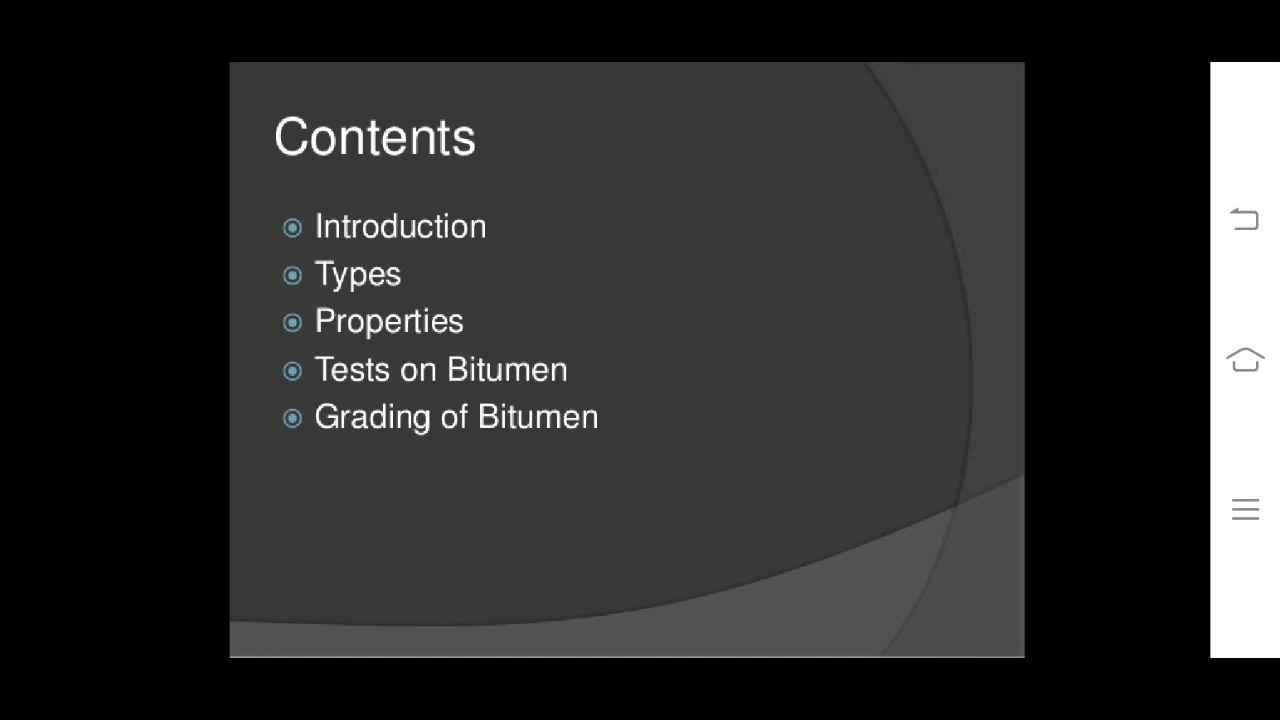 Contents
Introduction
Types
Properties
Tests on Bitumen
Grading of Bitumen